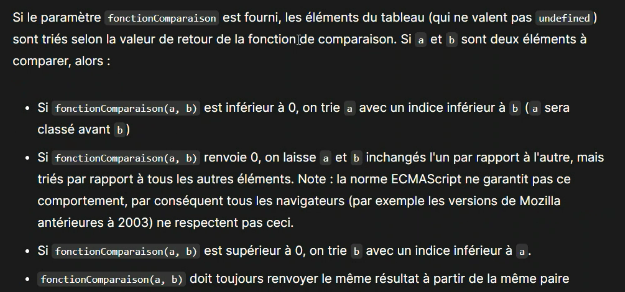 Si le paramètre fonctionComparaison est fourni, les éléments du tableau (qui ne valent pas undefined)
sont triés selon la valeur de retour de la fonction de comparaison. Si a et b sont deux éléments à
comparer, alors :
• Si fonctionComparaison(a, b) est inférieur à 0, on trie a avec un indice inférieur à b (a sera
classé avant b)
• Si fonctionComparaison(a, b) renvoie 0, on laisse a et b inchangés l'un par rapport à l'autre, mais
triés par rapport à tous les autres éléments. Note : la norme ECMAScript ne garantit pas ce
comportement, par conséquent tous les navigateurs (par exemple les versions de Mozilla
antérieures à 2003) ne respectent pas ceci.
• Si fonctionComparaison(a, b) est supérieur à 0, on trie b avec un indice inférieur à a.
• fonctionComparaison(a, b) doit toujours renvoyer le même résultat à partir de la même paire